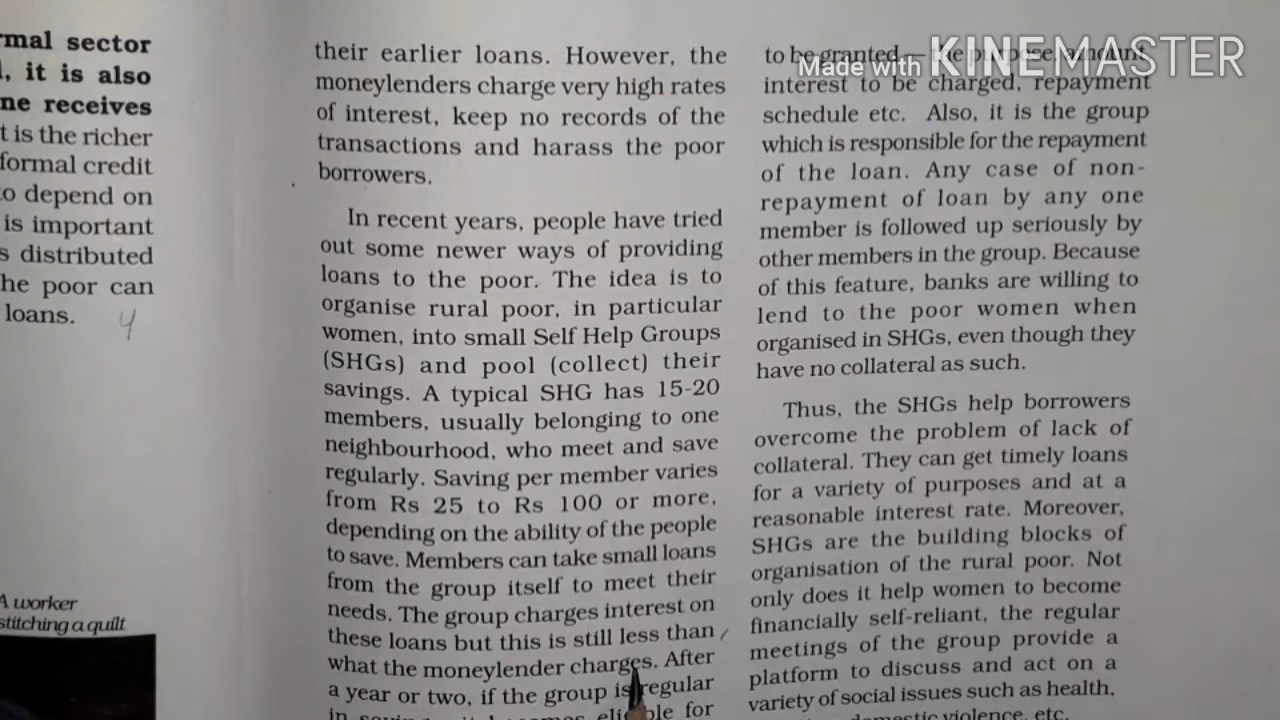 rmal sector
, it is also
ne receives
t is the richer
formal credit
to depend on
is important
s distributed
he poor can
loans.
4
A worker
stitching a quilt
their earlier loans. However, the
moneylenders charge very high rates
of interest, keep no records of the
transactions and harass the poor
borrowers.
In recent years, people have tried
out some newer ways of providing
loans to the poor. The idea is to
organise rural poor, in particular
women, into small Self Help Groups
(SHGs) and pool (collect) their
savings. A typical SHG has 15-20
members, usually belonging to one
neighbourhood, who meet and save
regularly. Saving per member varies
from Rs 25 to Rs 100 or more,
depending on the ability of the people
to save. Members can take small loans
from the group itself to meet their
needs. The group charges interest on
these loans but this is still less than
what the moneylender charges. After
a year or two, if the group is regular
in for
to be granted — amount,
interest to be charged, repayment
schedule etc. Also, it is the group
which is responsible for the repayment
of the loan. Any case of non-
repayment of loan by any one
member is followed up seriously by
other members in the group. Because
of this feature, banks are willing to
lend to the poor women when
organised in SHGs, even though they
have no collateral as such.
Thus, the SHGs help borrowers
overcome the problem of lack of
collateral. They can get timely loans
for a variety of purposes and at a
reasonable interest rate. Moreover,
SHGs are the building blocks of
organisation of the rural poor. Not
only does it help women to become
financially self-reliant, the regular
meetings of the group provide a
platform to discuss and act on a
variety of social issues such as health,
domestic violence, etc.
Made with KINEMASTER